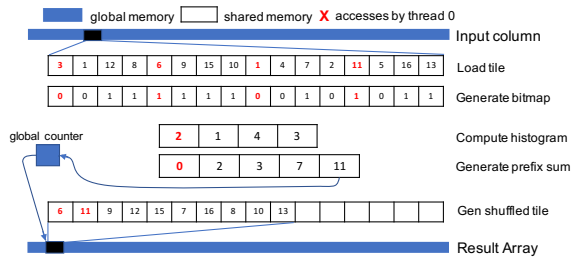 global memory shared memory X accesses by thread 0
Input column
3 1 12 8 6 9 15 10 1 4 7 2 11 5 16 13 Load tile
0 0 1 1 1 1 1 1 0 0 1 0 1 0 1 1 Generate bitmap
global counter
2 1 4 3 Compute histogram
0 2 3 7 11 Generate prefix sum
6 11 9 12 15 7 16 8 10 13 Gen shuffled tile
Result Array